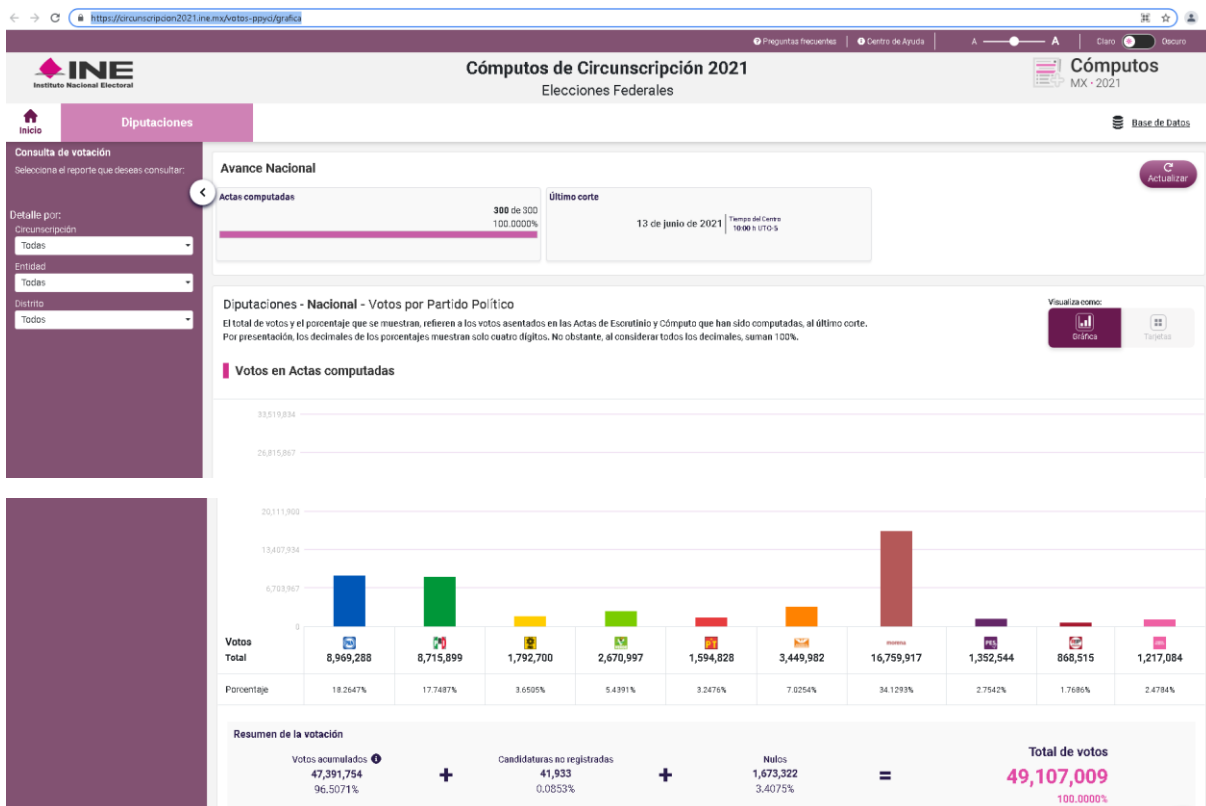 https://circunscripcion2021.ine.mx/votos-ppyci/grafica
Preguntas frecuentes
Centro de Ayuda
A
A
Claro
Oscuro
INE
Instituto Nacional Electoral
Cómputos de Circunscripción 2021
Elecciones Federales
Cómputos
MX - 2021
Inicio
Diputaciones
Base de Datos
Consulta de votación
Selecciona el reporte que deseas consultar:
Detalle por:
Circunscripción
Todas
Entidad
Todas
Distrito
Todos
Avance Nacional
Actualizar
Actas computadas
300 de 300
100.0000%
Último corte
13 de junio de 2021
Tiempo del Centro
10:00 h UTC-5
Diputaciones - Nacional - Votos por Partido Político
El total de votos y el porcentaje que se muestran, refieren a los votos asentados en las Actas de Escrutinio y Cómputo que han sido computadas, al último corte.
Por presentación, los decimales de los porcentajes muestran solo cuatro dígitos. No obstante, al considerar todos los decimales, suman 100%.
Visualiza como:
Gráfica
Tarjetas
Votos en Actas computadas
33,519,834
26,815,867
20,111,900
13,407,934
6,703,967
0
Votos
PAN
PRI
PT
morena
PES
Total 8,969,288 8,715,899 1,792,700 2,670,997 1,594,828 3,449,982 16,759,917 1,352,544 868,515 1,217,084
Porcentaje 18.2647% 17.7487% 3.6505% 5.4391% 3.2476% 7.0254% 34.1293% 2.7542% 1.7686% 2.4784%
Resumen de la votación
Votos acumulados
47,391,754
96.5071%
+
Candidaturas no registradas
41,933
0.0853%
+
Nulos
1,673,322
3.4075%
=
Total de votos
49,107,009
100.0000%